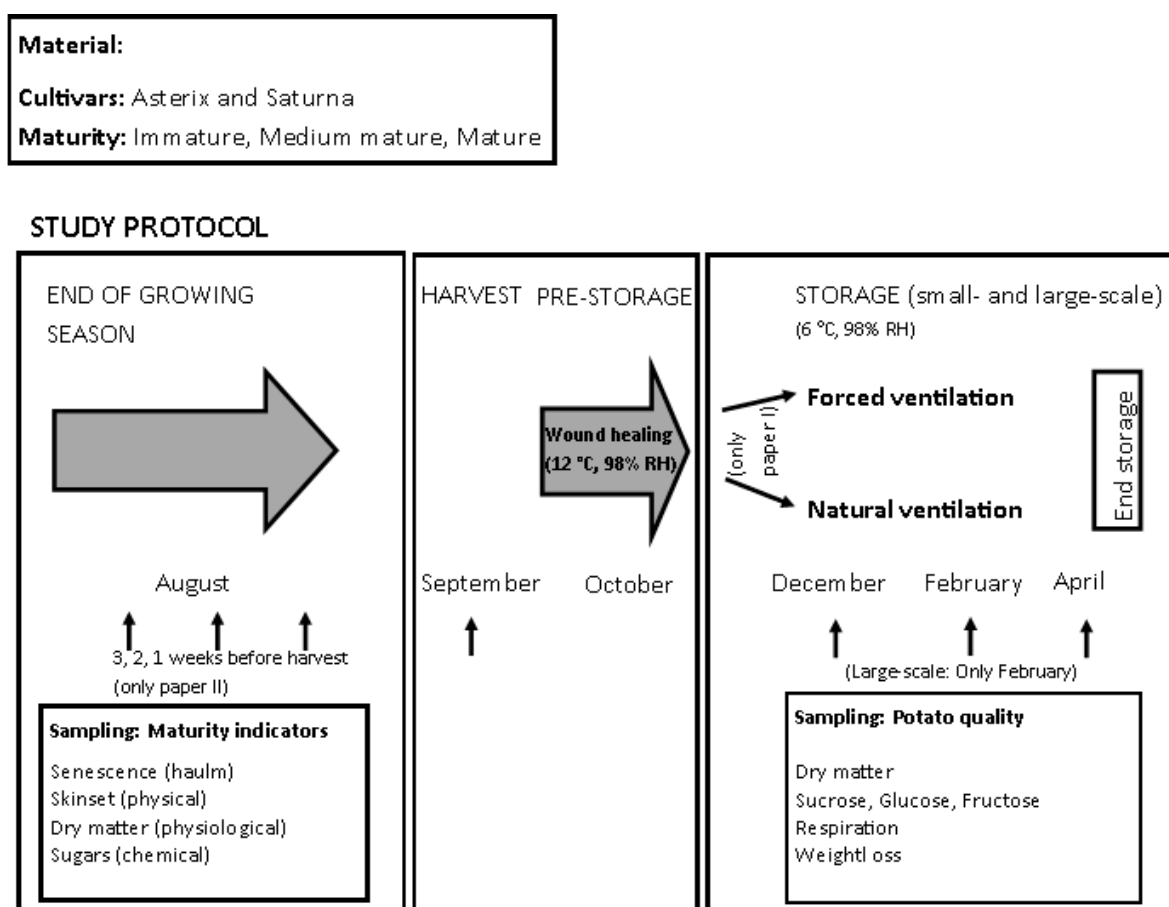 Material:
Cultivars: Asterix and Saturna
Maturity: Immature, Medium mature, Mature
STUDY PROTOCOL
END OF GROWING
SEASON
August
3, 2, 1 weeks before harvest
(only paper II)
Sampling: Maturity indicators
Senescence (haulm)
Skinset (physical)
Dry matter (physiological)
Sugars (chemical)
HARVEST
PRE-STORAGE
Wound healing
(12 °C, 98% RH)
September
October
STORAGE (small- and large-scale)
(6 °C, 98% RH)
(only
paper I)
Forced ventilation
Natural ventilation
End storage
December
February
April
(Large-scale: Only February)
Sampling: Potato quality
Dry matter
Sucrose, Glucose, Fructose
Respiration
Weightl oss